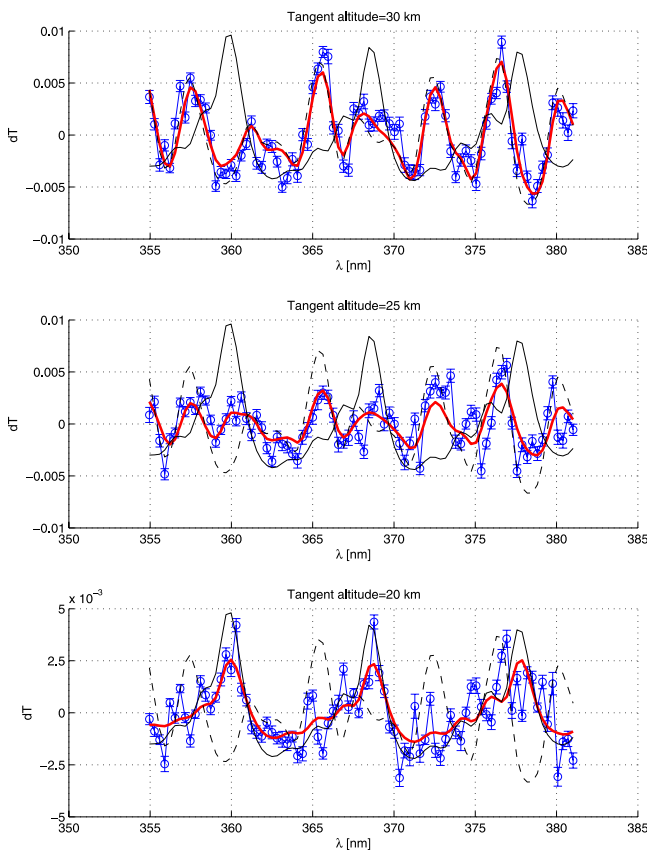 Tangent altitude=30 km
0.01
0.005
0
−0.005
−0.01
dT
350 355 360 365 370 375 380 385
λ [nm]
Tangent altitude=25 km
0.01
0.005
0
−0.005
−0.01
dT
350 355 360 365 370 375 380 385
λ [nm]
Tangent altitude=20 km
x 10⁻³
5
2.5
0
−2.5
−5
dT
350 355 360 365 370 375 380 385
λ [nm]